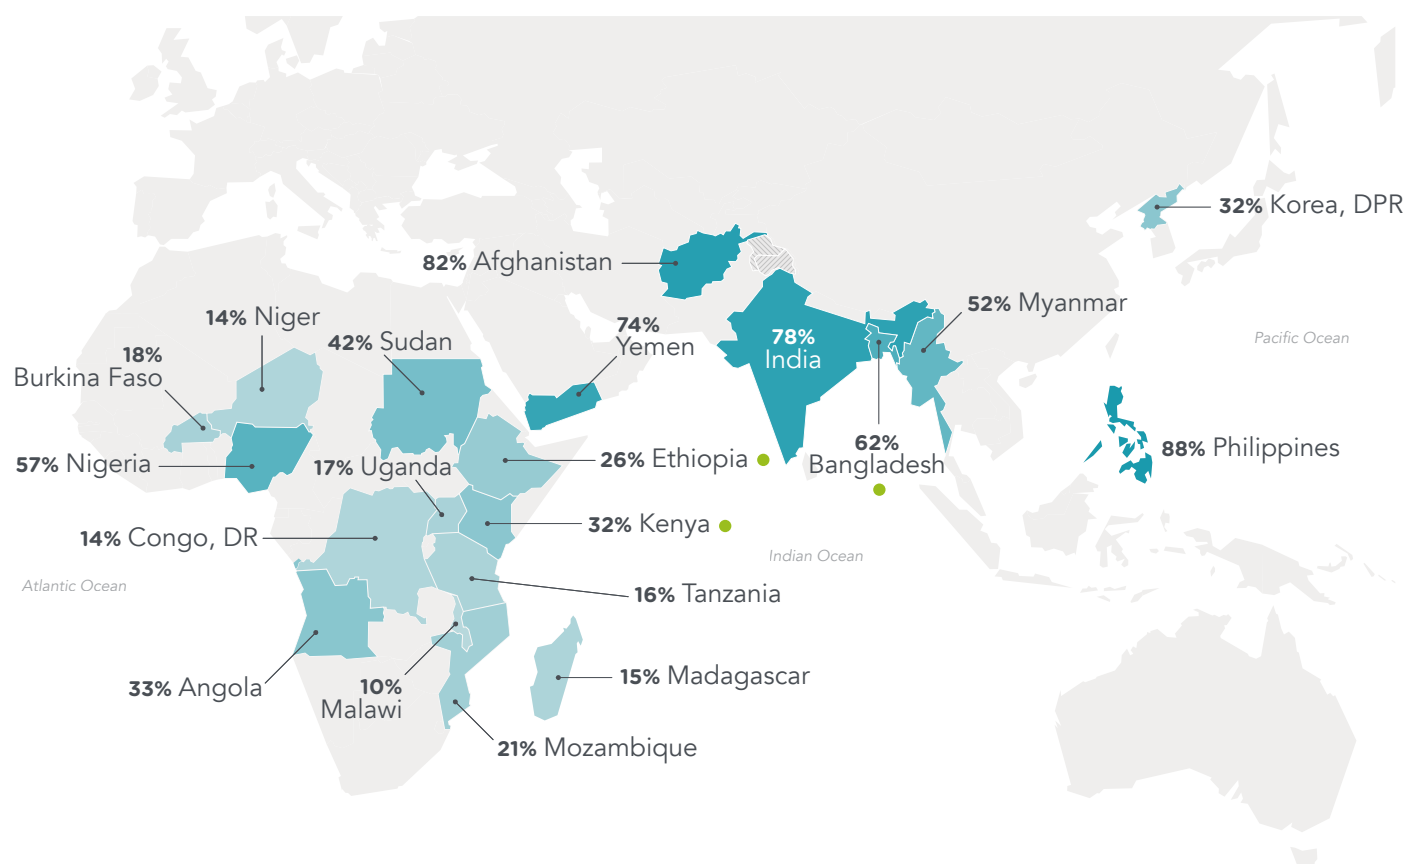 32% Korea, DPR
82% Afghanistan
52% Myanmar
14% Niger
74%
Yemen
42% Sudan
78%
India
Pacific Ocean
18%
Burkina Faso
62%
Bangladesh
88% Philippines
57% Nigeria
17% Uganda
26% Ethiopia
32% Kenya
14% Congo, DR
Indian Ocean
Atlantic Ocean
16% Tanzania
15% Madagascar
33% Angola
10%
Malawi
21% Mozambique